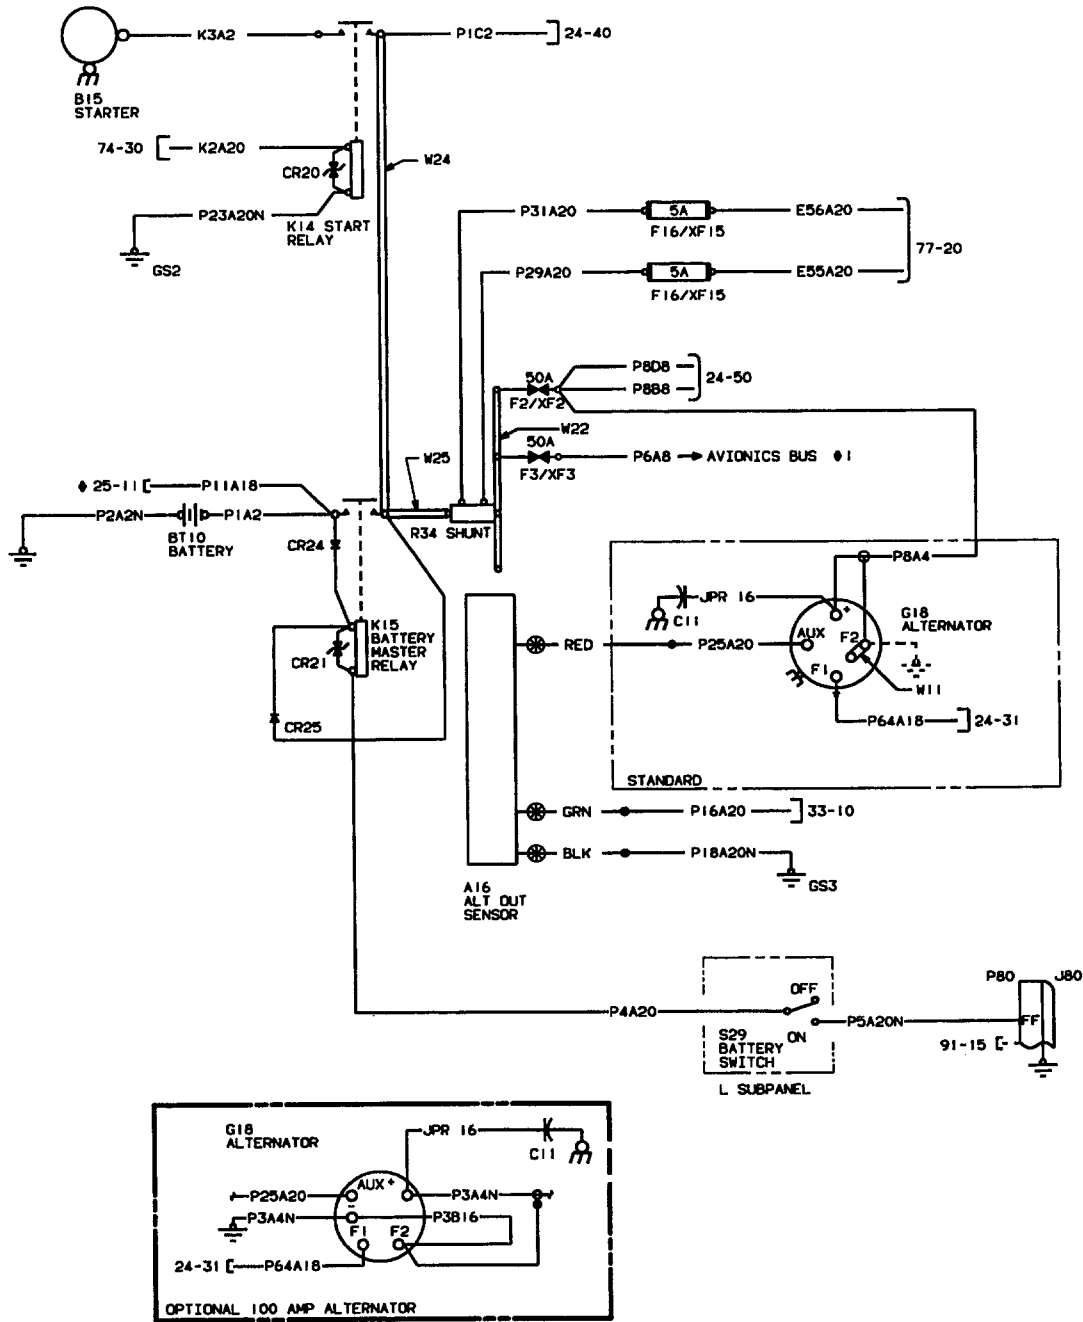 K3A2
P1C2
24-40
B15
STARTER
74-30
K2A20
CR20
W24
P23A20N
K14 START
RELAY
GS2
P31A20
5A
E56A20
F16/XF15
77-20
P29A20
5A
E55A20
F16/XF15
P8D8
50A
P8B8
24-50
F2/XF2
W22
50A
P6A8
AVIONICS BUS ♦1
F3/XF3
W25
♦ 25-11
P11A18
P2A2N
P1A2
BT10
BATTERY
R34 SHUNT
CR24
P8A4
JPR 16
C11
+
G18
ALTERNATOR
K15
BATTERY
MASTER
RELAY
CR21
RED
P25A20
AUX
F2
F1
W11
CR25
P64A18
24-31
STANDARD
GRN
P16A20
33-10
BLK
P18A20N
GS3
A16
ALT OUT
SENSOR
P80
J80
OFF
P4A20
P5A20N
FF
ON
S29
BATTERY
SWITCH
91-15
L SUBPANEL
G18
ALTERNATOR
JPR 16
C11
P25A20
AUX
+
P3A4N
-
P3A4N
P3B16
F1
F2
24-31
P64A18
OPTIONAL 100 AMP ALTERNATOR